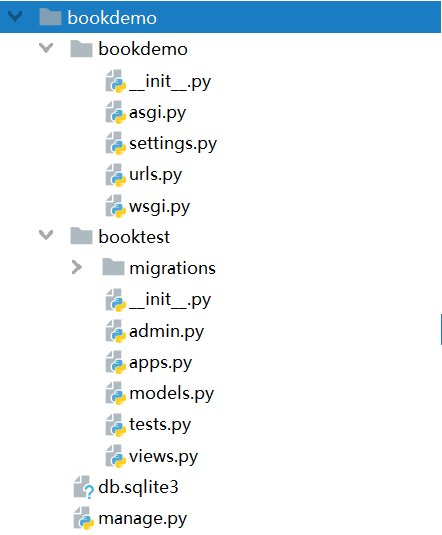 bookdemo
bookdemo
__init__.py
asgi.py
settings.py
urls.py
wsgi.py
booktest
migrations
__init__.py
admin.py
apps.py
models.py
tests.py
views.py
db.sqlite3
manage.py